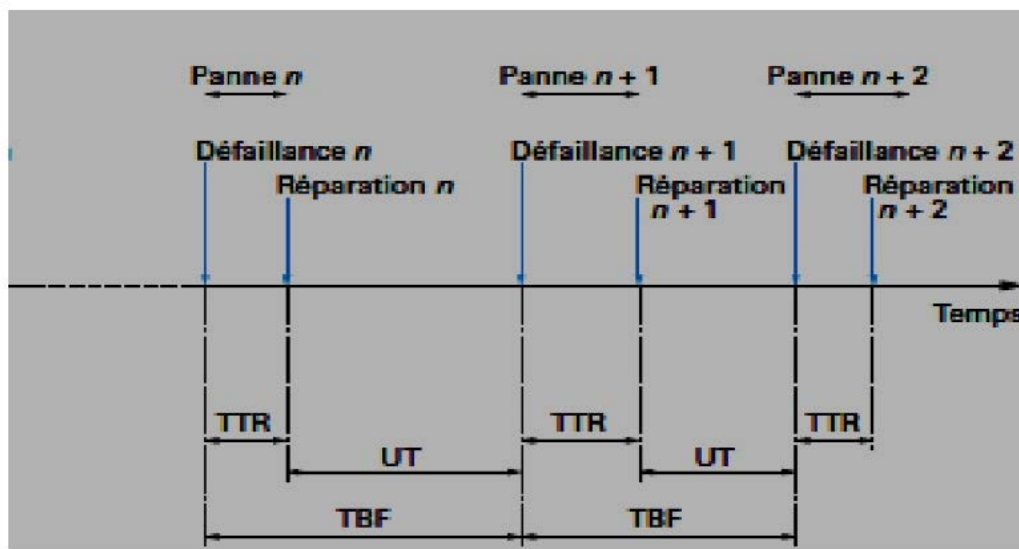 Panne n
Panne n + 1
Panne n + 2
Défaillance n
Défaillance n + 1
Défaillance n + 2
Réparation n
Réparation
n + 1
Réparation
n + 2
Temps
TTR
TTR
TTR
UT
UT
TBF
TBF